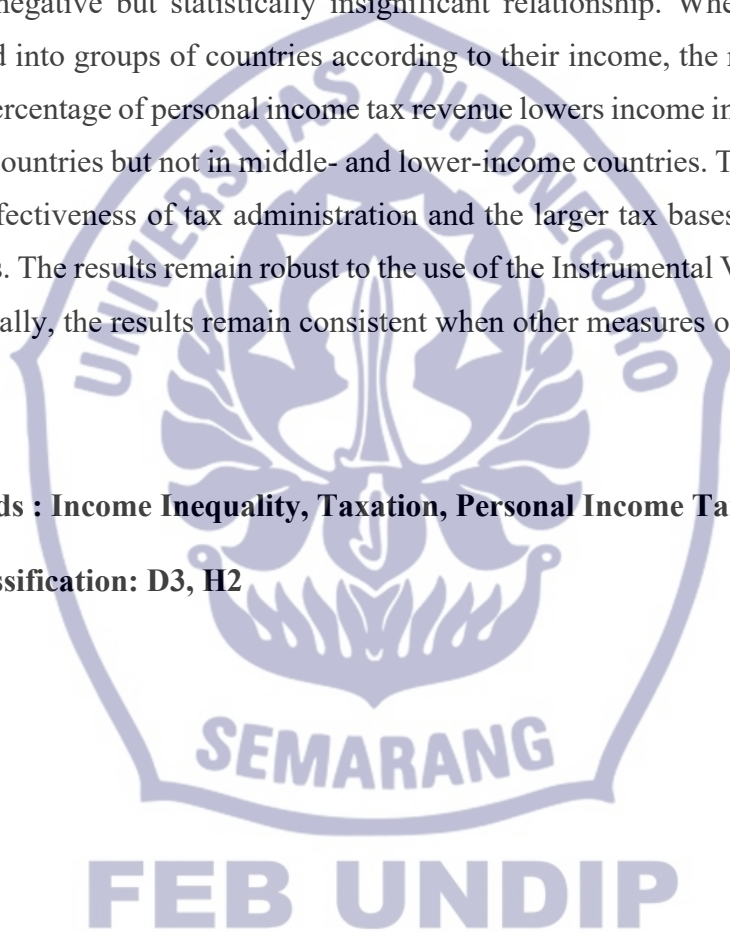 negative but statistically insignificant relationship. Whe
d into groups of countries according to their income, the r
ercentage of personal income tax revenue lowers income in
ountries but not in middle- and lower-income countries. T
fectiveness of tax administration and the larger tax bases
s. The results remain robust to the use of the Instrumental V
ally, the results remain consistent when other measures o
ds : Income Inequality, Taxation, Personal Income Ta
ssification: D3, H2
UNIVERSITAS DIPONEGORO
SEMARANG
FEB UNDIP